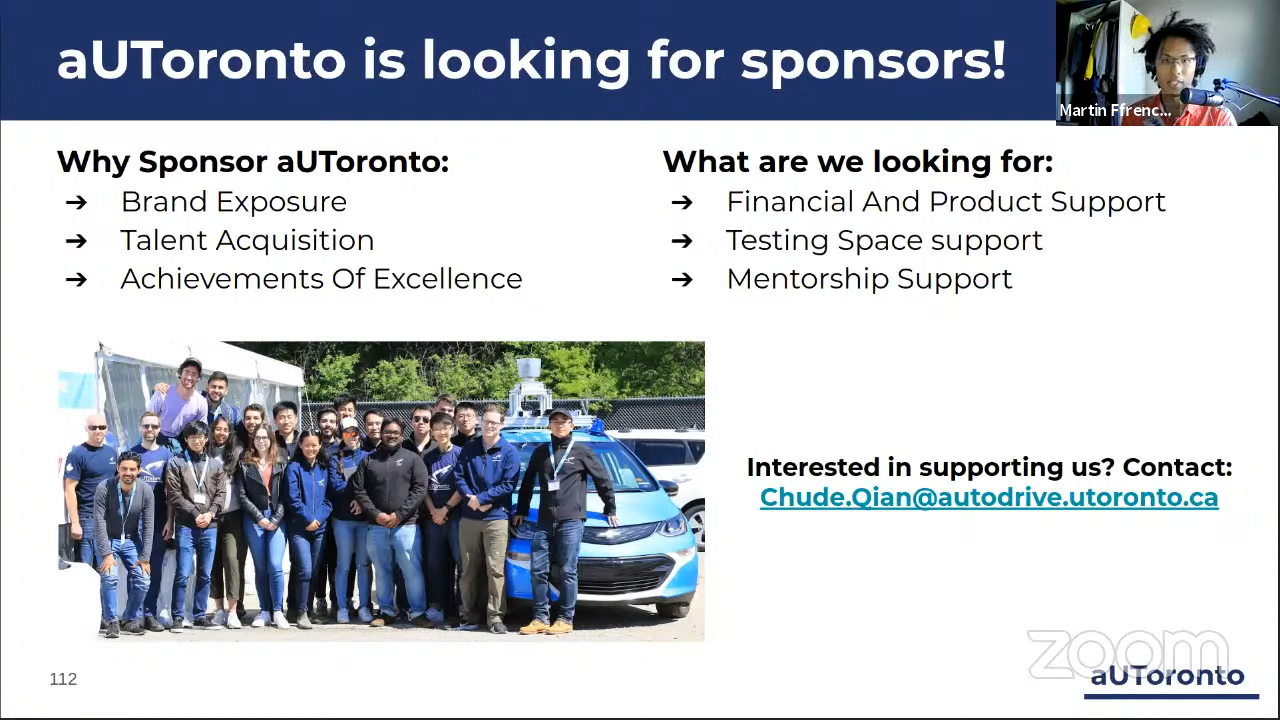 aUToronto is looking for sponsors!
Martin Ffrenc...
Why Sponsor aUToronto:
➔ Brand Exposure
➔ Talent Acquisition
➔ Achievements Of Excellence
What are we looking for:
➔ Financial And Product Support
➔ Testing Space support
➔ Mentorship Support
Interested in supporting us? Contact:
Chude.Qian@autodrive.utoronto.ca
112
zoom
aUToronto